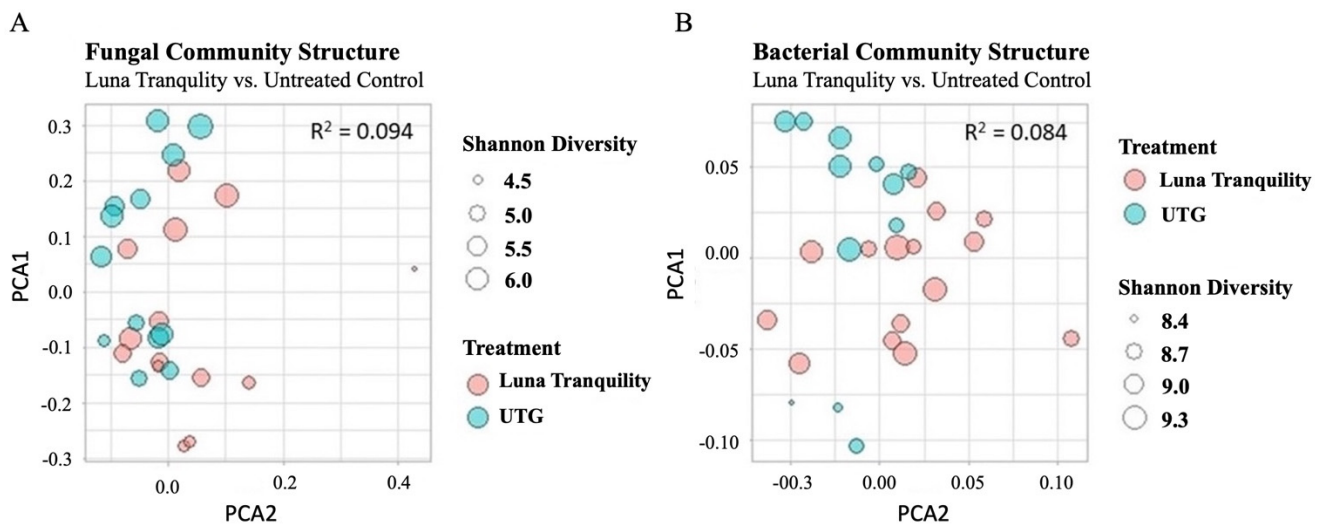 A
Fungal Community Structure
Luna Tranqulity vs. Untreated Control
R² = 0.094
0.3
0.2
0.1
0.0
-0.1
-0.2
-0.3
PCA1
0.0
0.2
0.4
PCA2
Shannon Diversity
4.5
5.0
5.5
6.0
Treatment
Luna Tranquility
UTG
B
Bacterial Community Structure
Luna Tranqulity vs. Untreated Control
R² = 0.084
0.05
0.00
-0.05
-0.10
PCA1
-00.3
0.00
0.05
0.10
PCA2
Treatment
Luna Tranquility
UTG
Shannon Diversity
8.4
8.7
9.0
9.3